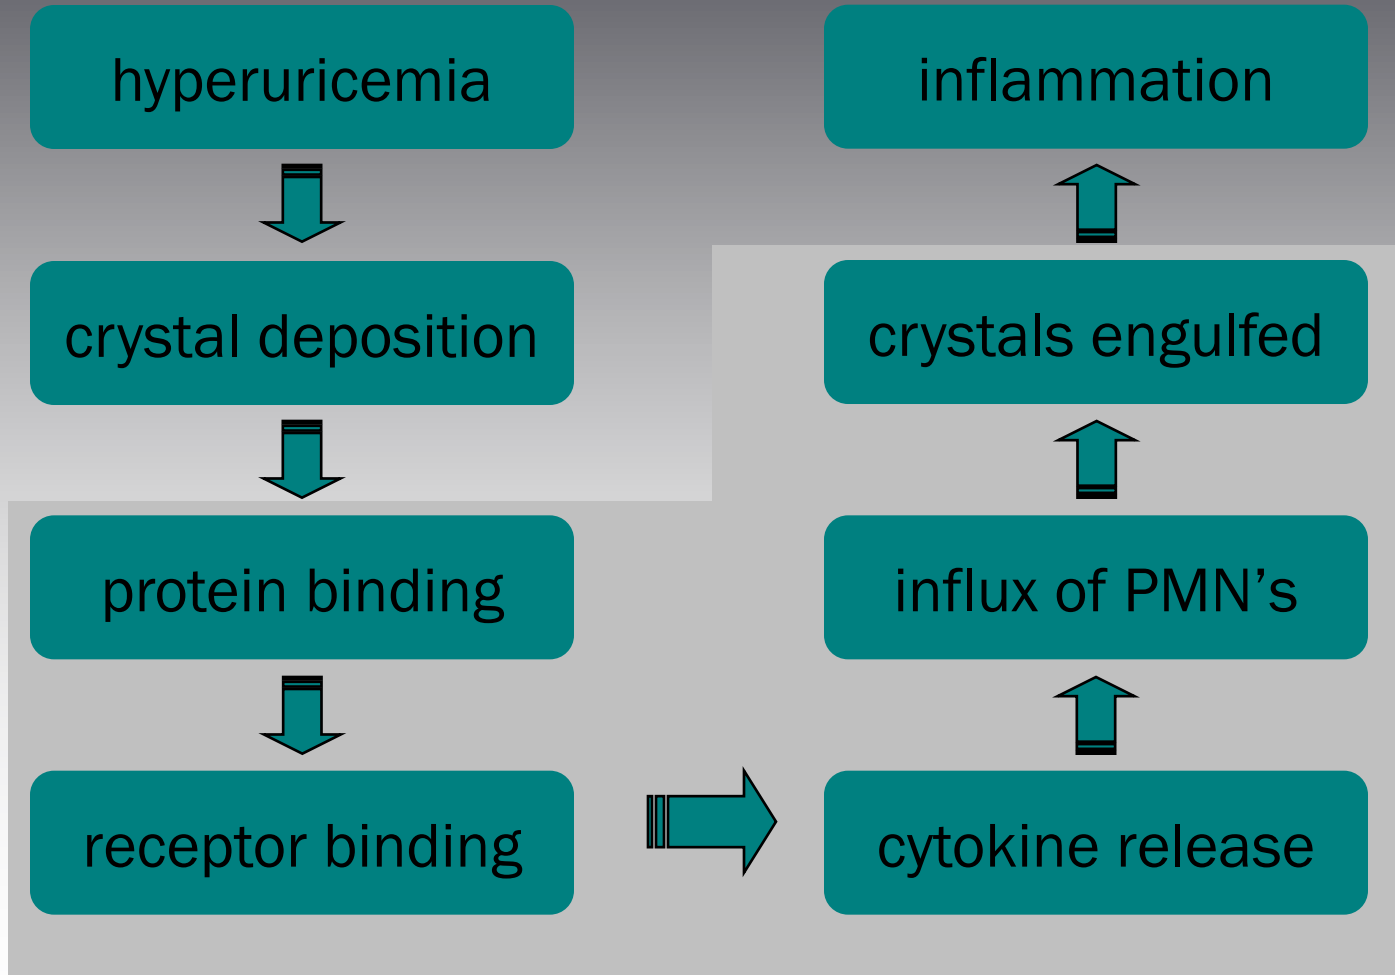 hyperuricemia
crystal deposition
protein binding
receptor binding
cytokine release
influx of PMN’s
crystals engulfed
inflammation